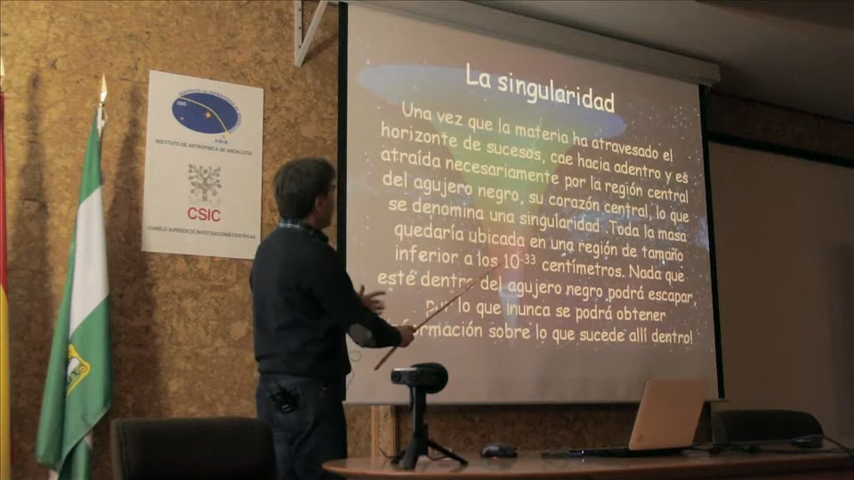 INSTITUTO DE ASTROFÍSICA DE ANDALUCÍA
CSIC
CONSEJO SUPERIOR DE INVESTIGACIONES CIENTÍFICAS
La singularidad
Una vez que la materia ha atravesado el
horizonte de sucesos, cae hacia adentro y es
atraída necesariamente por la región central
del agujero negro, su corazón central, lo que
se denomina una singularidad .Toda la masa
quedaría ubicada en una región de tamaño
inferior a los 10⁻³³ centímetros. Nada que
esté dentro del agujero negro podrá escapar,
lo que nunca se podrá obtener
formación sobre lo que sucede allí dentro!